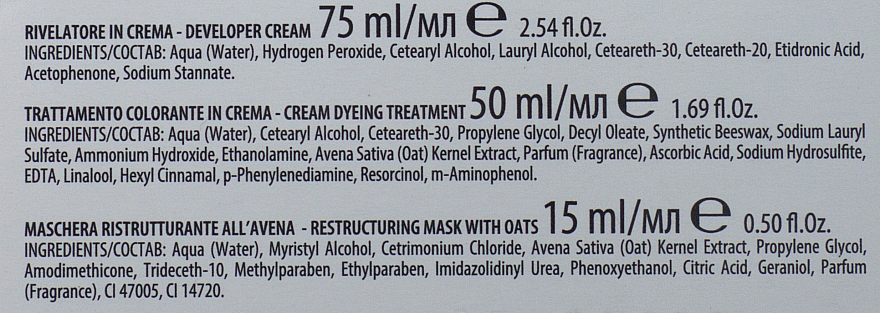 RIVELATORE IN CREMA - DEVELOPER CREAM 75 ml/мл ℮ 2.54 fl.Oz.
INGREDIENTS/СОСТАВ: Aqua (Water), Hydrogen Peroxide, Cetearyl Alcohol, Lauryl Alcohol, Ceteareth-30, Ceteareth-20, Etidronic Acid,
Acetophenone, Sodium Stannate.
TRATTAMENTO COLORANTE IN CREMA - CREAM DYEING TREATMENT 50 ml/мл ℮ 1.69 fl.Oz.
INGREDIENTS/СОСТАВ: Aqua (Water), Cetearyl Alcohol, Ceteareth-30, Propylene Glycol, Decyl Oleate, Synthetic Beeswax, Sodium Lauryl
Sulfate, Ammonium Hydroxide, Ethanolamine, Avena Sativa (Oat) Kernel Extract, Parfum (Fragrance), Ascorbic Acid, Sodium Hydrosulfite,
EDTA, Linalool, Hexyl Cinnamal, p-Phenylenediamine, Resorcinol, m-Aminophenol.
MASCHERA RISTRUTTURANTE ALL'AVENA - RESTRUCTURING MASK WITH OATS 15 ml/мл ℮ 0.50 fl.Oz.
INGREDIENTS/СОСТАВ: Aqua (Water), Myristyl Alcohol, Cetrimonium Chloride, Avena Sativa (Oat) Kernel Extract, Propylene Glycol,
Amodimethicone, Trideceth-10, Methylparaben, Ethylparaben, Imidazolidinyl Urea, Phenoxyethanol, Citric Acid, Geraniol, Parfum
(Fragrance), CI 47005, CI 14720.